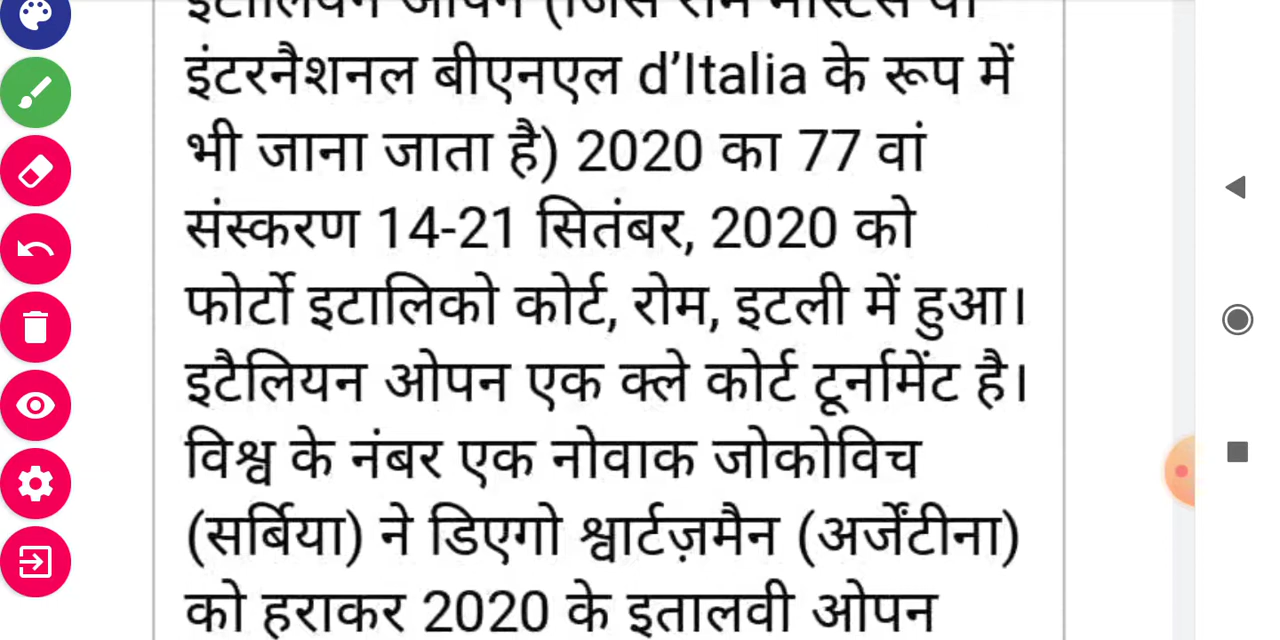 इंटरनैशनल बीएनएल d’Italia के रूप में
भी जाना जाता है) 2020 का 77 वां
संस्करण 14-21 सितंबर, 2020 को
फोर्टो इटालिको कोर्ट, रोम, इटली में हुआ।
इटैलियन ओपन एक क्ले कोर्ट टूर्नामेंट है।
विश्व के नंबर एक नोवाक जोकोविच
(सर्बिया) ने डिएगो श्वार्टज़मैन (अर्जेंटीना)
को हराकर 2020 के इतालवी ओपन